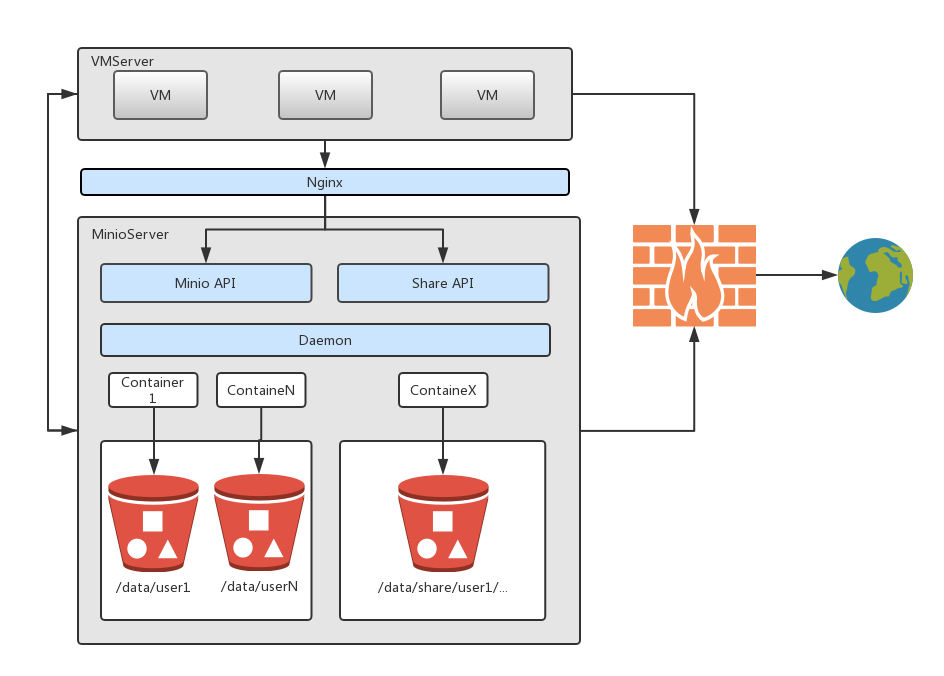 VMServer
VM
VM
VM
Nginx
MinioServer
Minio API
Share API
Daemon
Container
1
ContaineN
ContaineX
/data/user1
/data/userN
/data/share/user1/...